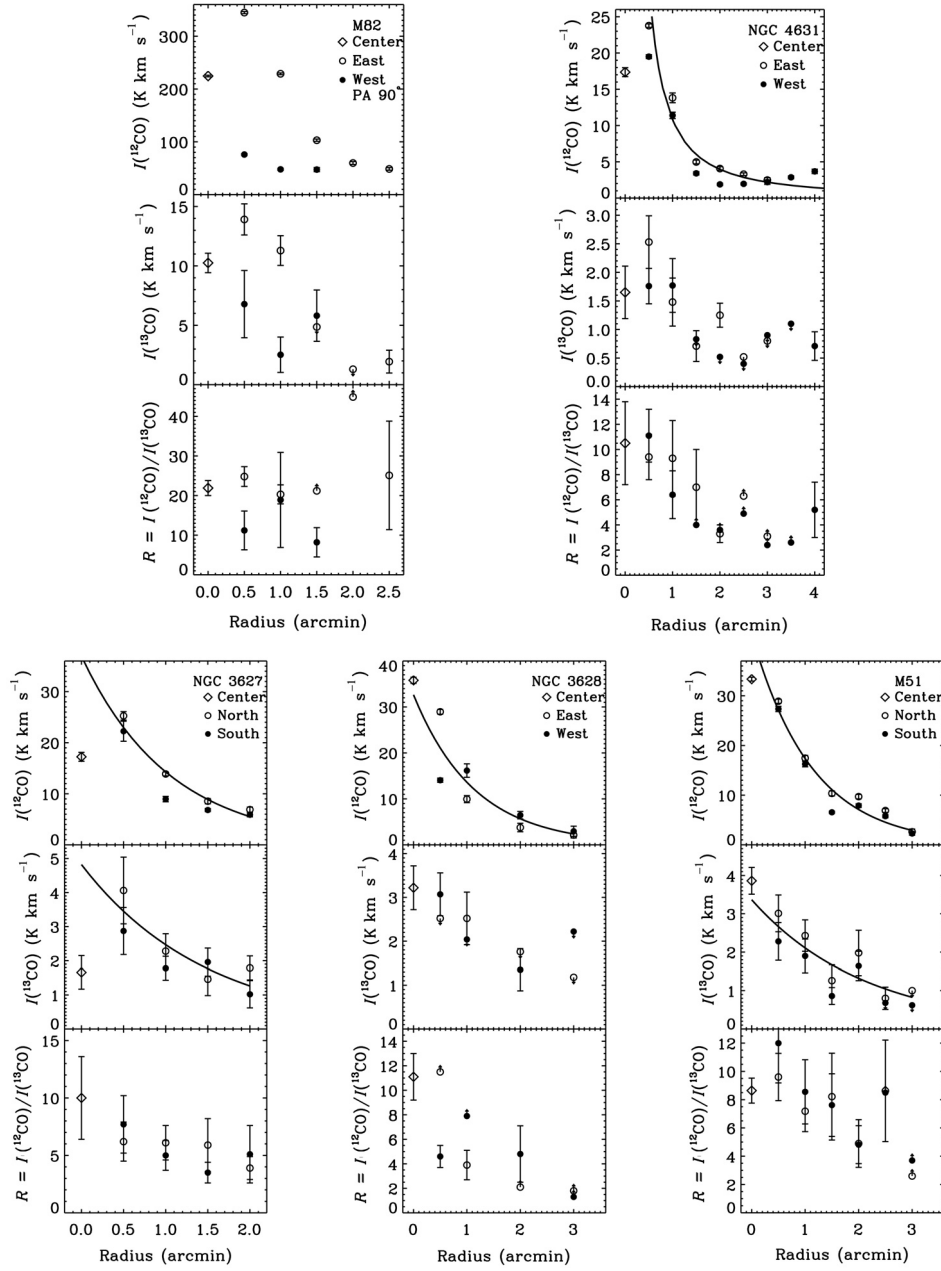 M82
◇ Center
○ East
● West
PA 90°
I(¹²CO) (K km s⁻¹)
300
200
100
0
I(¹³CO) (K km s⁻¹)
15
10
5
0
R = I(¹²CO)/I(¹³CO)
40
30
20
10
0
0.0 0.5 1.0 1.5 2.0 2.5
Radius (arcmin)
NGC 4631
◇ Center
○ East
● West
I(¹²CO) (K km s⁻¹)
25
20
15
10
5
0
I(¹³CO) (K km s⁻¹)
3.0
2.5
2.0
1.5
1.0
0.5
0.0
R = I(¹²CO)/I(¹³CO)
14
12
10
8
6
4
2
0
0 1 2 3 4
Radius (arcmin)
NGC 3627
◇ Center
○ North
● South
I(¹²CO) (K km s⁻¹)
30
20
10
0
I(¹³CO) (K km s⁻¹)
5
4
3
2
1
0
R = I(¹²CO)/I(¹³CO)
15
10
5
0
0.0 0.5 1.0 1.5 2.0
Radius (arcmin)
NGC 3628
◇ Center
○ East
● West
I(¹²CO) (K km s⁻¹)
40
30
20
10
0
I(¹³CO) (K km s⁻¹)
4
3
2
1
0
R = I(¹²CO)/I(¹³CO)
12
10
8
6
4
2
0
0 1 2 3
Radius (arcmin)
M51
◇ Center
○ North
● South
I(¹²CO) (K km s⁻¹)
30
20
10
0
I(¹³CO) (K km s⁻¹)
4
3
2
1
0
R = I(¹²CO)/I(¹³CO)
12
10
8
6
4
2
0
0 1 2 3
Radius (arcmin)